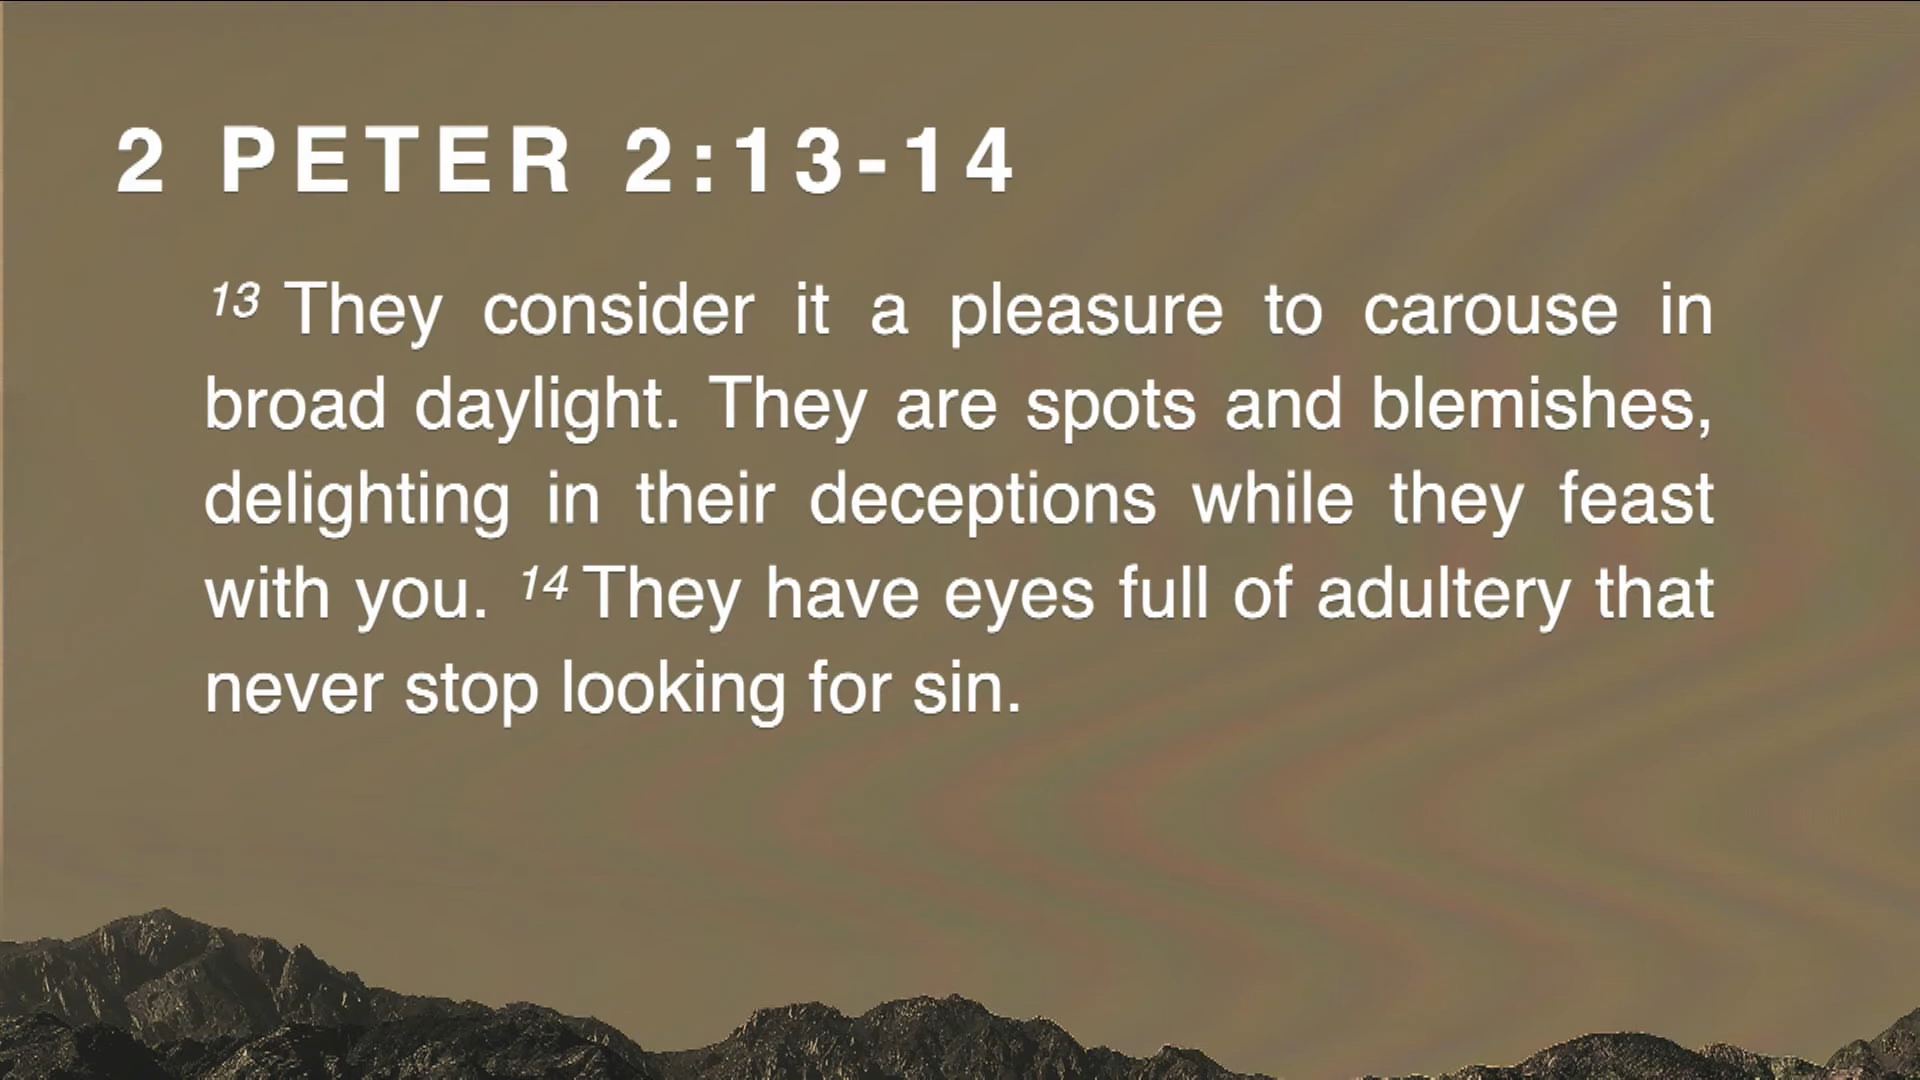 2 PETER 2:13-14
13 They consider it a pleasure to carouse in
broad daylight. They are spots and blemishes,
delighting in their deceptions while they feast
with you. 14 They have eyes full of adultery that
never stop looking for sin.